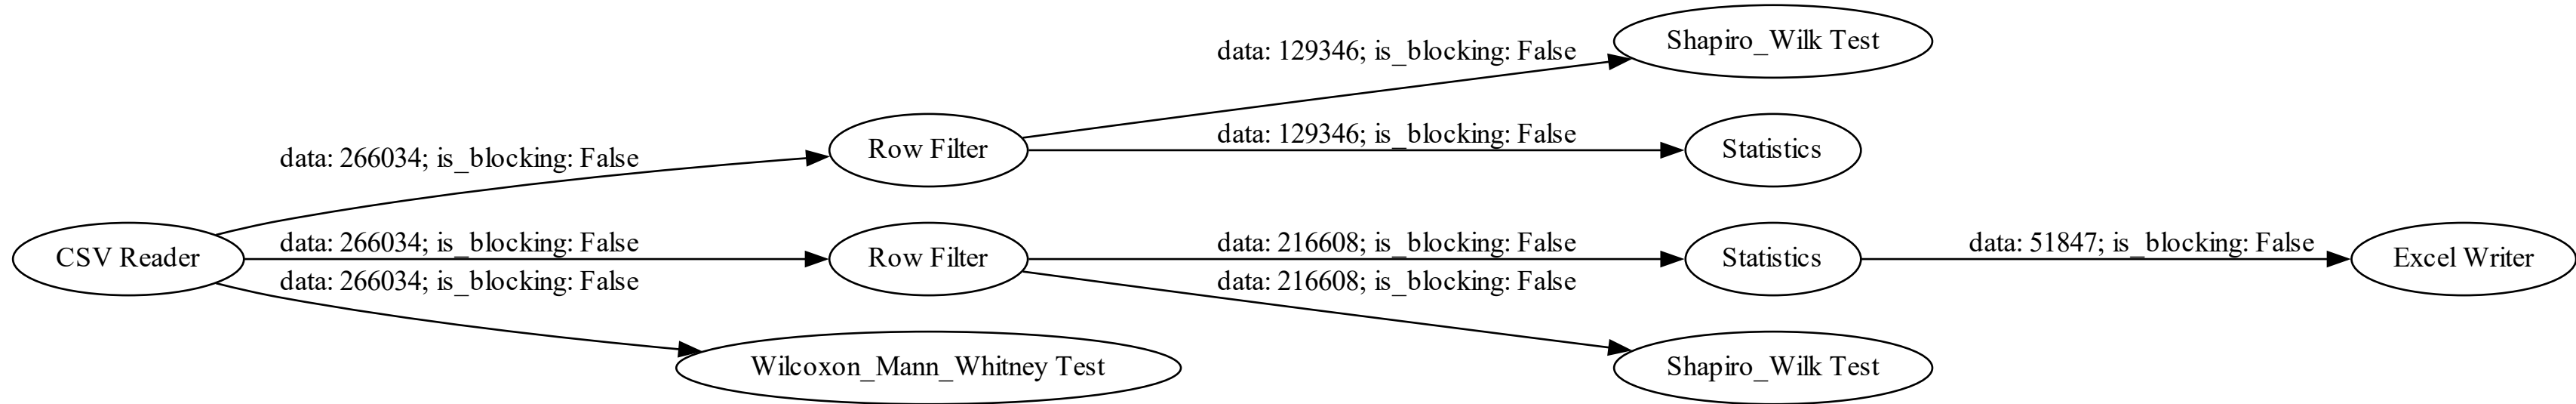 Shapiro_Wilk Test
data: 129346; is_blocking: False
data: 129346; is_blocking: False
Row Filter
Statistics
data: 266034; is_blocking: False
data: 266034; is_blocking: False
data: 216608; is_blocking: False
data: 51847; is_blocking: False
CSV Reader
Row Filter
Statistics
Excel Writer
data: 266034; is_blocking: False
data: 216608; is_blocking: False
Wilcoxon_Mann_Whitney Test
Shapiro_Wilk Test